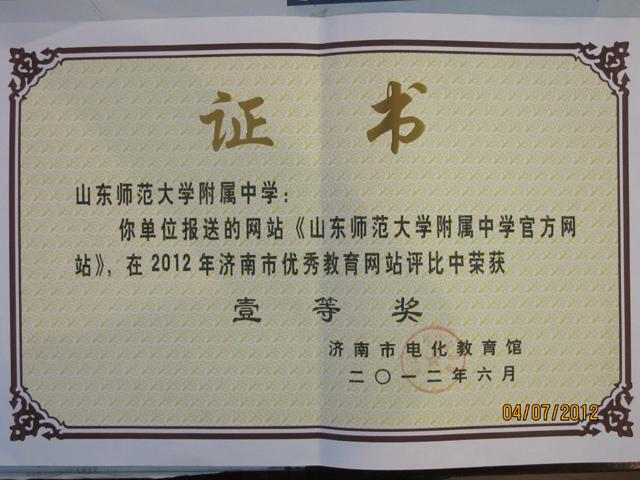 证书
山东师范大学附属中学：
你单位报送的网站《山东师范大学附属中学官方网
站》，在2012年济南市优秀教育网站评比中荣获
壹等奖
济南市电化教育馆
二〇一二年六月
04/07/2012